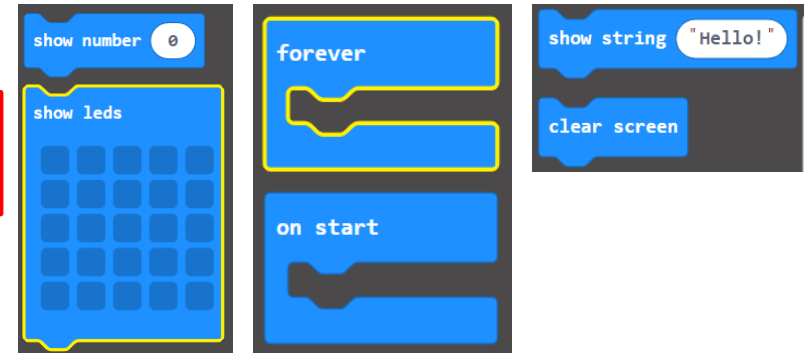 show number 0
show leds
forever
on start
show string "Hello!"
clear screen